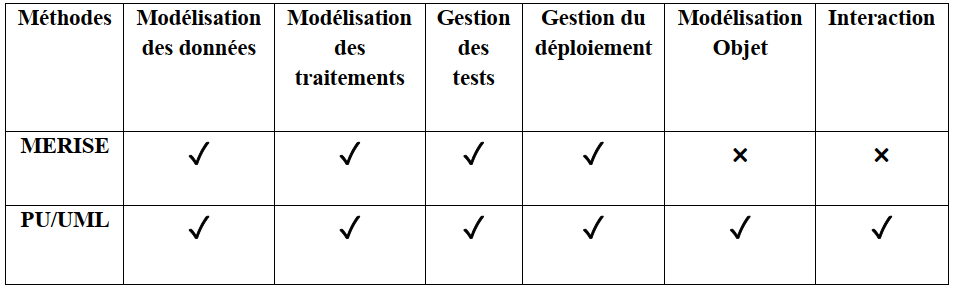 Méthodes Modélisation des données Modélisation des traitements Gestion des tests Gestion du déploiement Modélisation Objet Interaction
MERISE ✓ ✓ ✓ ✓ × ×
PU/UML ✓ ✓ ✓ ✓ ✓ ✓